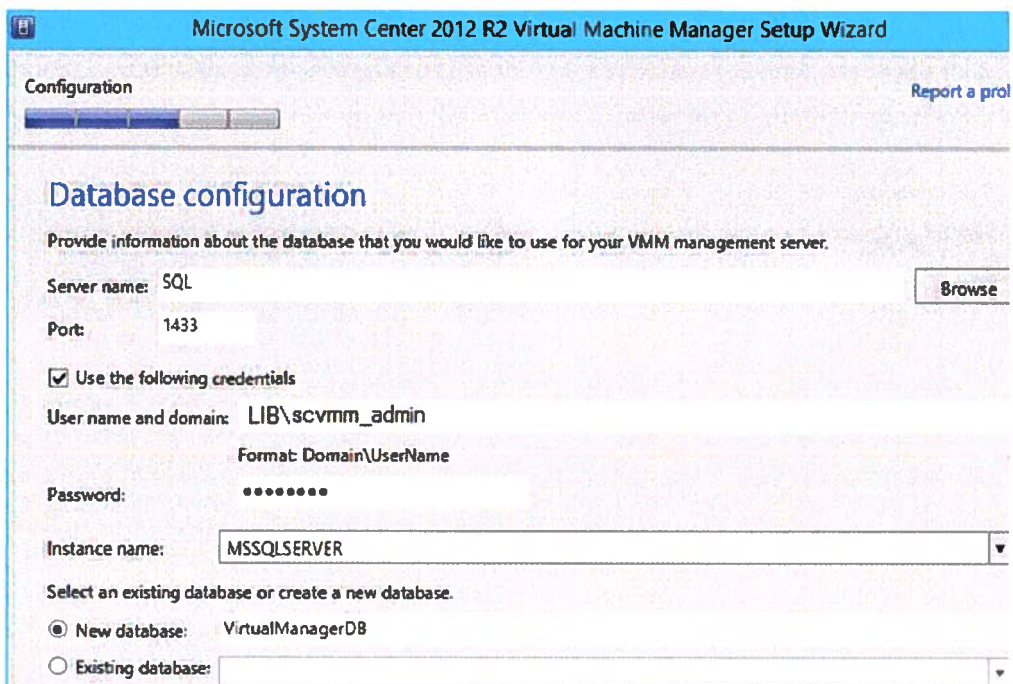 Microsoft System Center 2012 R2 Virtual Machine Manager Setup Wizard
Configuration
Report a prol
Database configuration
Provide information about the database that you would like to use for your VMM management server.
Server name: SQL
Browse
Port: 1433
Use the following credentials
User name and domain: LIB\scvmm_admin
Format: Domain\UserName
Password: ••••••••
Instance name: MSSQLSERVER
Select an existing database or create a new database.
New database: VirtualManagerDB
Existing database: